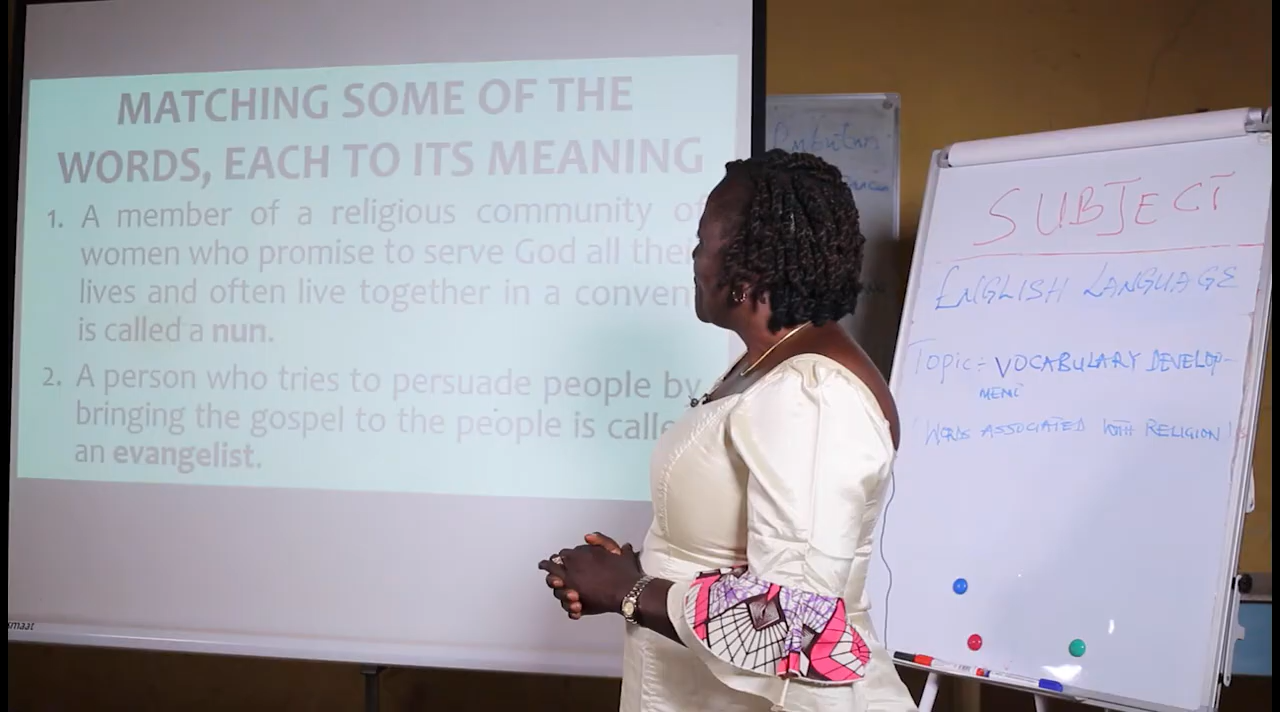 MATCHING SOME OF THE
WORDS, EACH TO ITS MEANING
1. A member of a religious community of
women who promise to serve God all their
lives and often live together in a convent
is called a nun.
2. A person who tries to persuade people by
bringing the gospel to the people is called
an evangelist.
SUBJECT
ENGLISH LANGUAGE
Topic: VOCABULARY DEVELOP-
MENT
(WORDS ASSOCIATED WITH RELIGION)